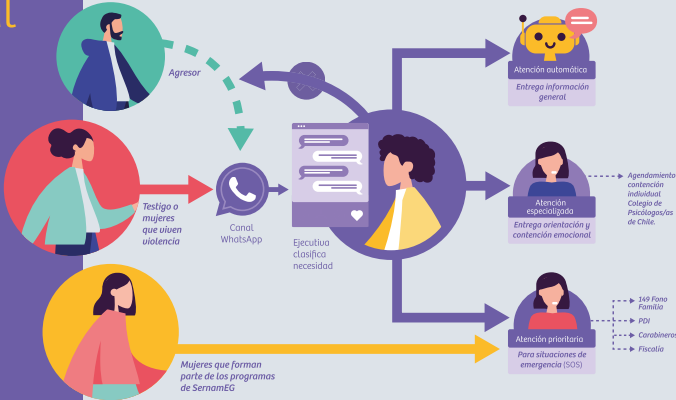 Agresor
Testigo o
mujeres
que viven
violencia
Mujeres que forman
parte de los programas
de SernamEG
Canal
WhatsApp
Ejecutiva
clasifica
necesidad
Atención automática
Entrega información
general
Atención
especializada
Entrega orientación y
contención emocional
Agendamiento
contención
individual
Colegio de
Psicólogos/as
de Chile.
Atención prioritaria
Para situaciones de
emergencia (SOS)
149 Fono
Familia
PDI
Carabineros
Fiscalía